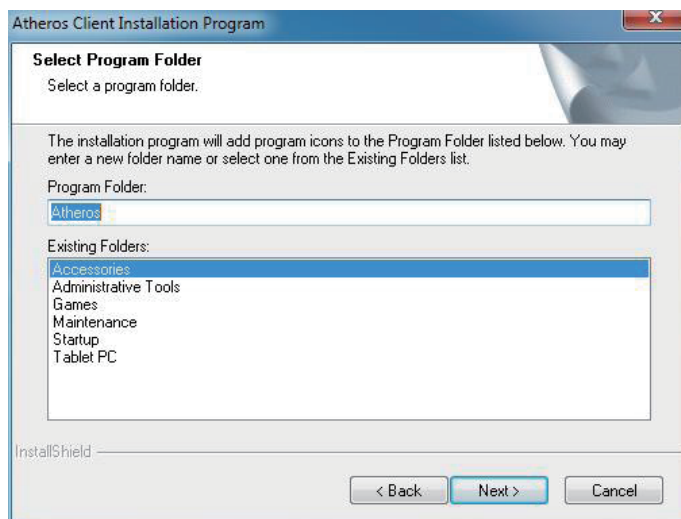 Atheros Client Installation Program
Select Program Folder
Select a program folder.
The installation program will add program icons to the Program Folder listed below. You may
enter a new folder name or select one from the Existing Folders list.
Program Folder:
Atheros
Existing Folders:
Accessories
Administrative Tools
Games
Maintenance
Startup
Tablet PC
InstallShield
< Back
Next >
Cancel